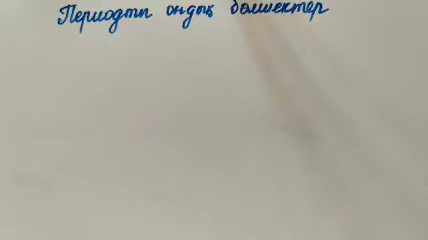 Периодты ондық бөлшектер